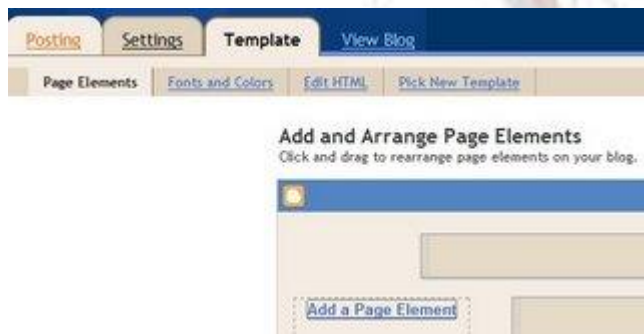 Posting Settings Template View Blog
Page Elements Fonts and Colors Edit HTML Pick New Template
Add and Arrange Page Elements
Click and drag to rearrange page elements on your blog.
Add a Page Element